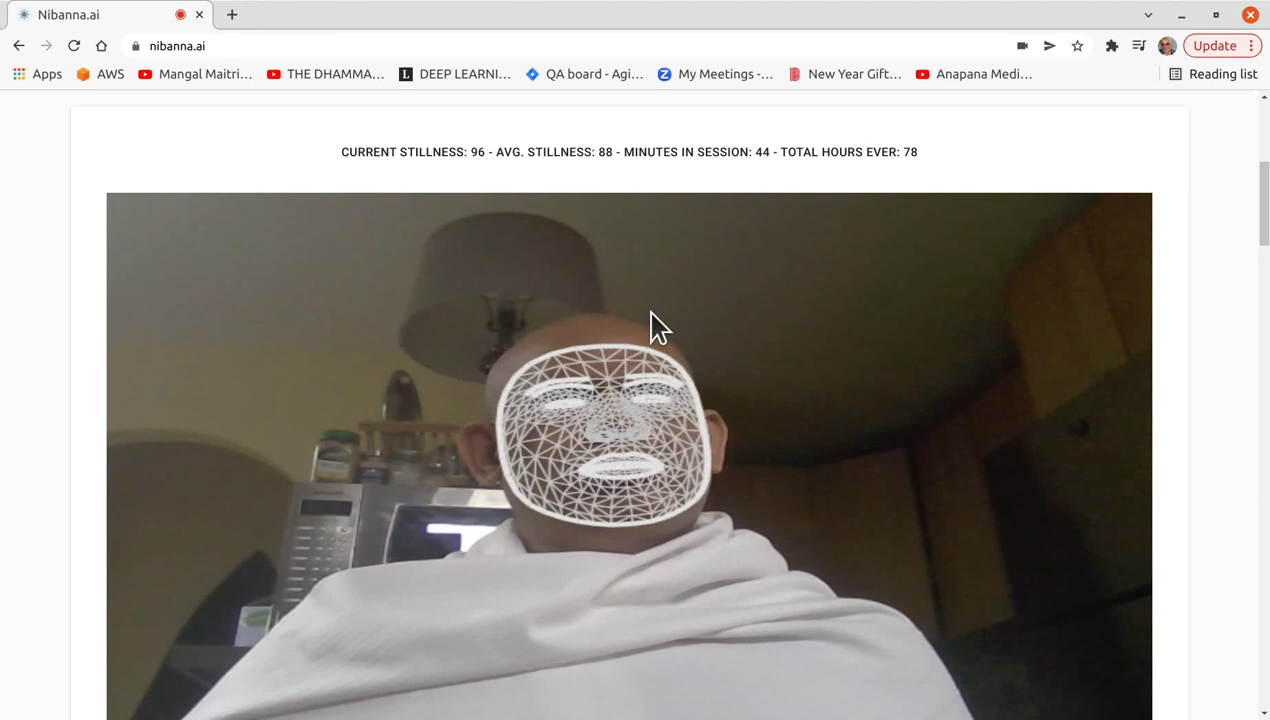 Nibanna.ai
nibanna.ai
Update
Apps
AWS
Mangal Maitri...
THE DHAMMA...
L DEEP LEARNI...
QA board - Agi...
Z My Meetings -...
B New Year Gift...
Anapana Medi...
Reading list
CURRENT STILLNESS: 96 - AVG. STILLNESS: 88 - MINUTES IN SESSION: 44 - TOTAL HOURS EVER: 78